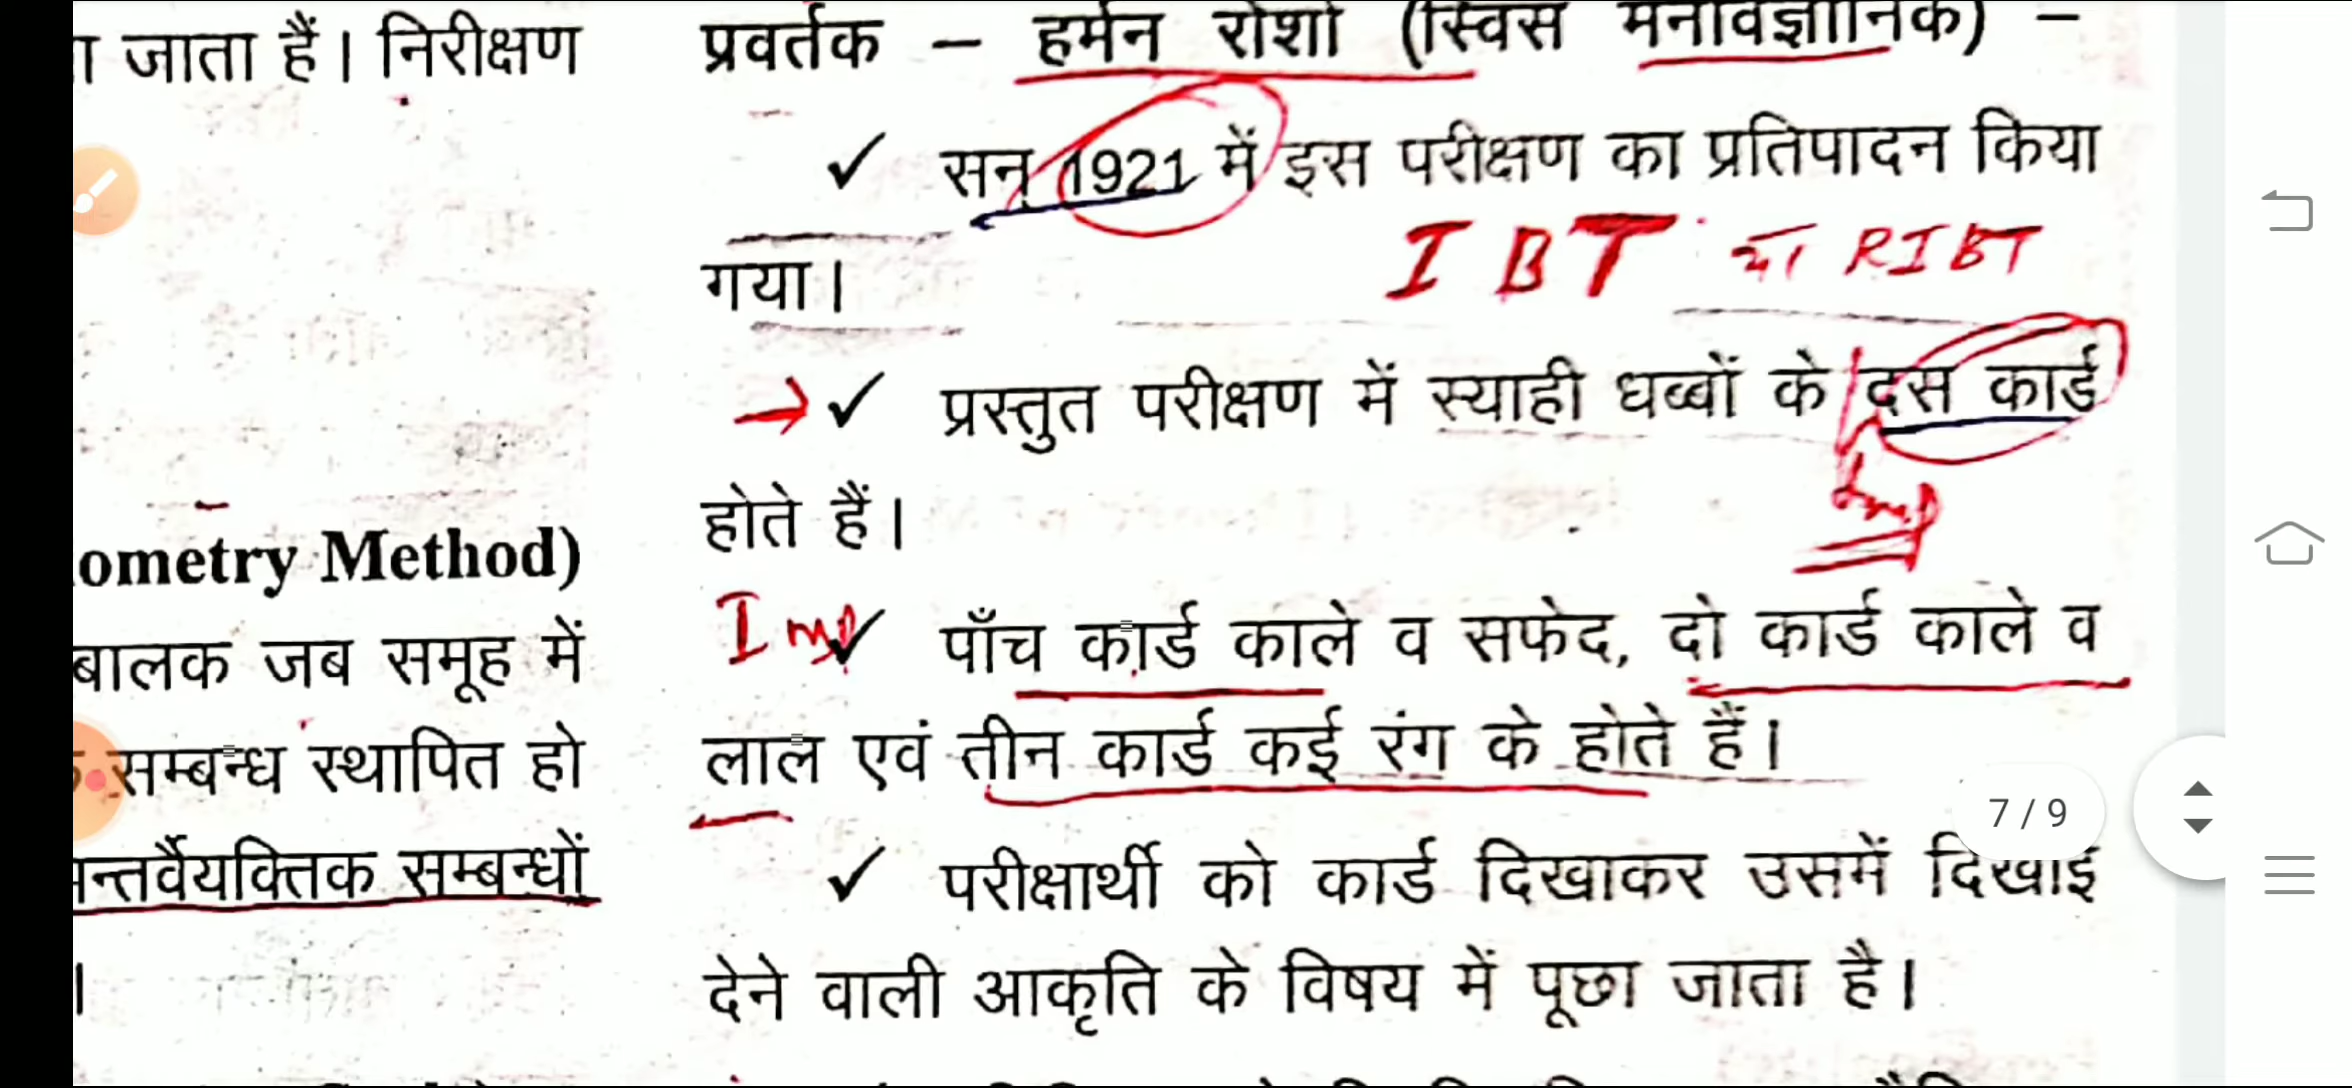 जाता हैं। निरीक्षण
ometry Method)
बालक जब समूह में
सम्बन्ध स्थापित हो
न्तर्वैयक्तिक सम्बन्धों
।
प्रवर्तक – हर्मन रोशा (स्विस मनोवैज्ञानिक) –
✓ सन् 1921 में इस परीक्षण का प्रतिपादन किया
गया।
IBT या RIBT
→ ✓ प्रस्तुत परीक्षण में स्याही धब्बों के दस कार्ड
Imp
होते हैं।
Imp ✓ पाँच कार्ड काले व सफेद, दो कार्ड काले व
लाल एवं तीन कार्ड कई रंग के होते हैं।
7 / 9
✓ परीक्षार्थी को कार्ड दिखाकर उसमें दिखाई
देने वाली आकृति के विषय में पूछा जाता है।